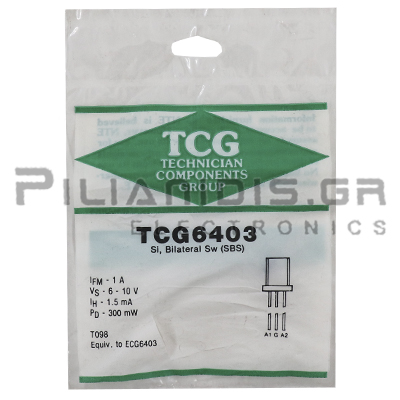 TCG
TECHNICIAN
COMPONENTS
GROUP
PILIANIDIS.GR
ELECTRONICS
TCG6403
Si, Bilateral Sw (SBS)
IFM - 1 A
VS - 6 - 10 V
IH - 1.5 mA
PD - 300 mW
A1 G A2
T098
Equiv. to ECG6403